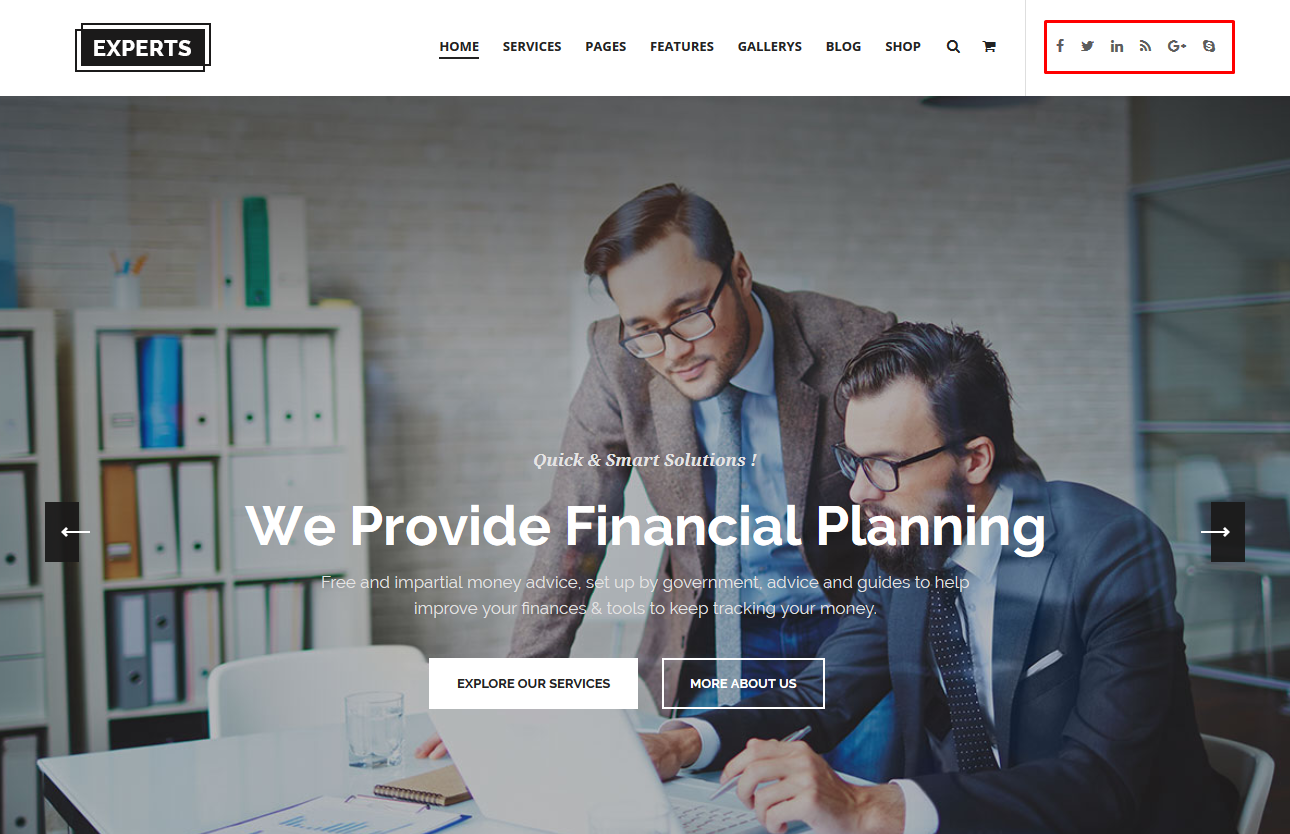 EXPERTS
HOME SERVICES PAGES FEATURES GALLERYS BLOG SHOP
Quick & Smart Solutions !
We Provide Financial Planning
Free and impartial money advice, set up by government, advice and guides to help
improve your finances & tools to keep tracking your money.
EXPLORE OUR SERVICES MORE ABOUT US